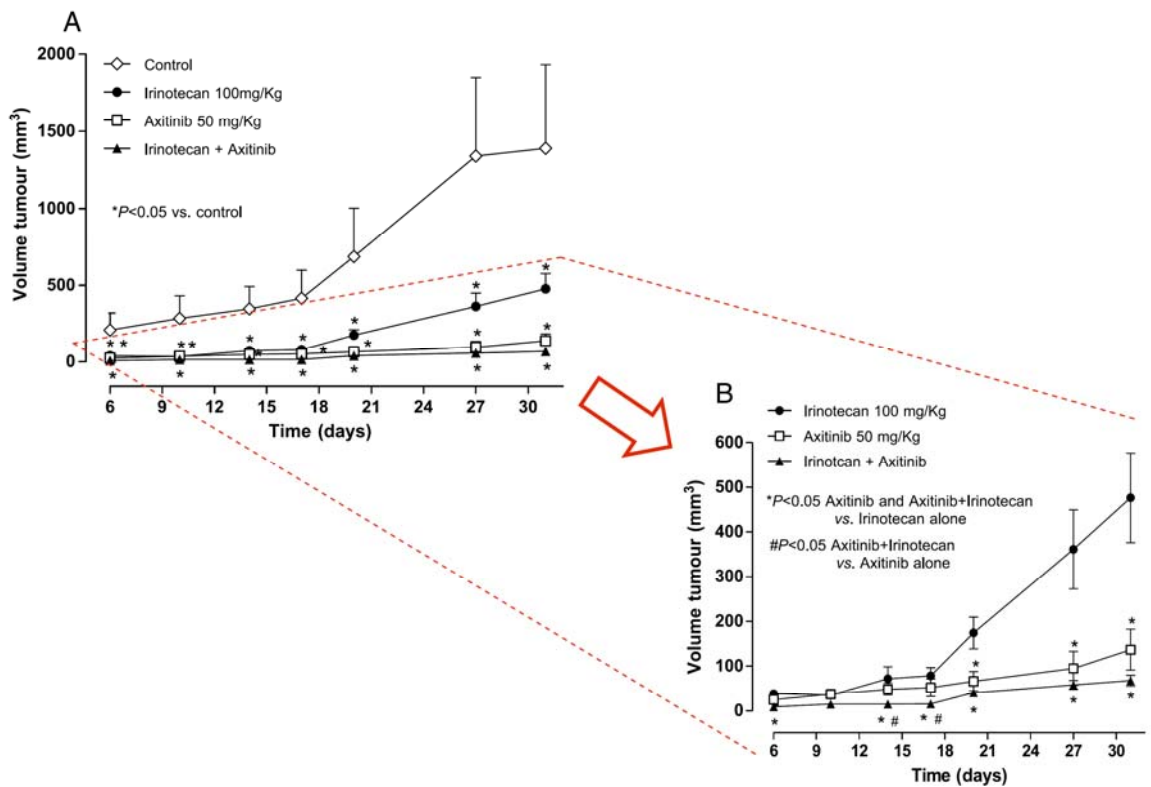 A
2000
1500
1000
500
0
Volume tumour (mm³)
Control
Irinotecan 100mg/Kg
Axitinib 50 mg/Kg
Irinotecan + Axitinib
*P<0.05 vs. control
* * * * * * * * *
* * * * *
* * * * * * *
6 9 12 15 18 21 24 27 30
Time (days)
B
Irinotecan 100 mg/Kg
Axitinib 50 mg/Kg
Irinotcan + Axitinib
*P<0.05 Axitinib and Axitinib+Irinotecan
vs. Irinotecan alone
#P<0.05 Axitinib+Irinotecan
vs. Axitinib alone
600
500
400
300
200
100
0
Volume tumour (mm³)
* * *
* * # * # * * *
6 9 12 15 18 21 24 27 30
Time (days)